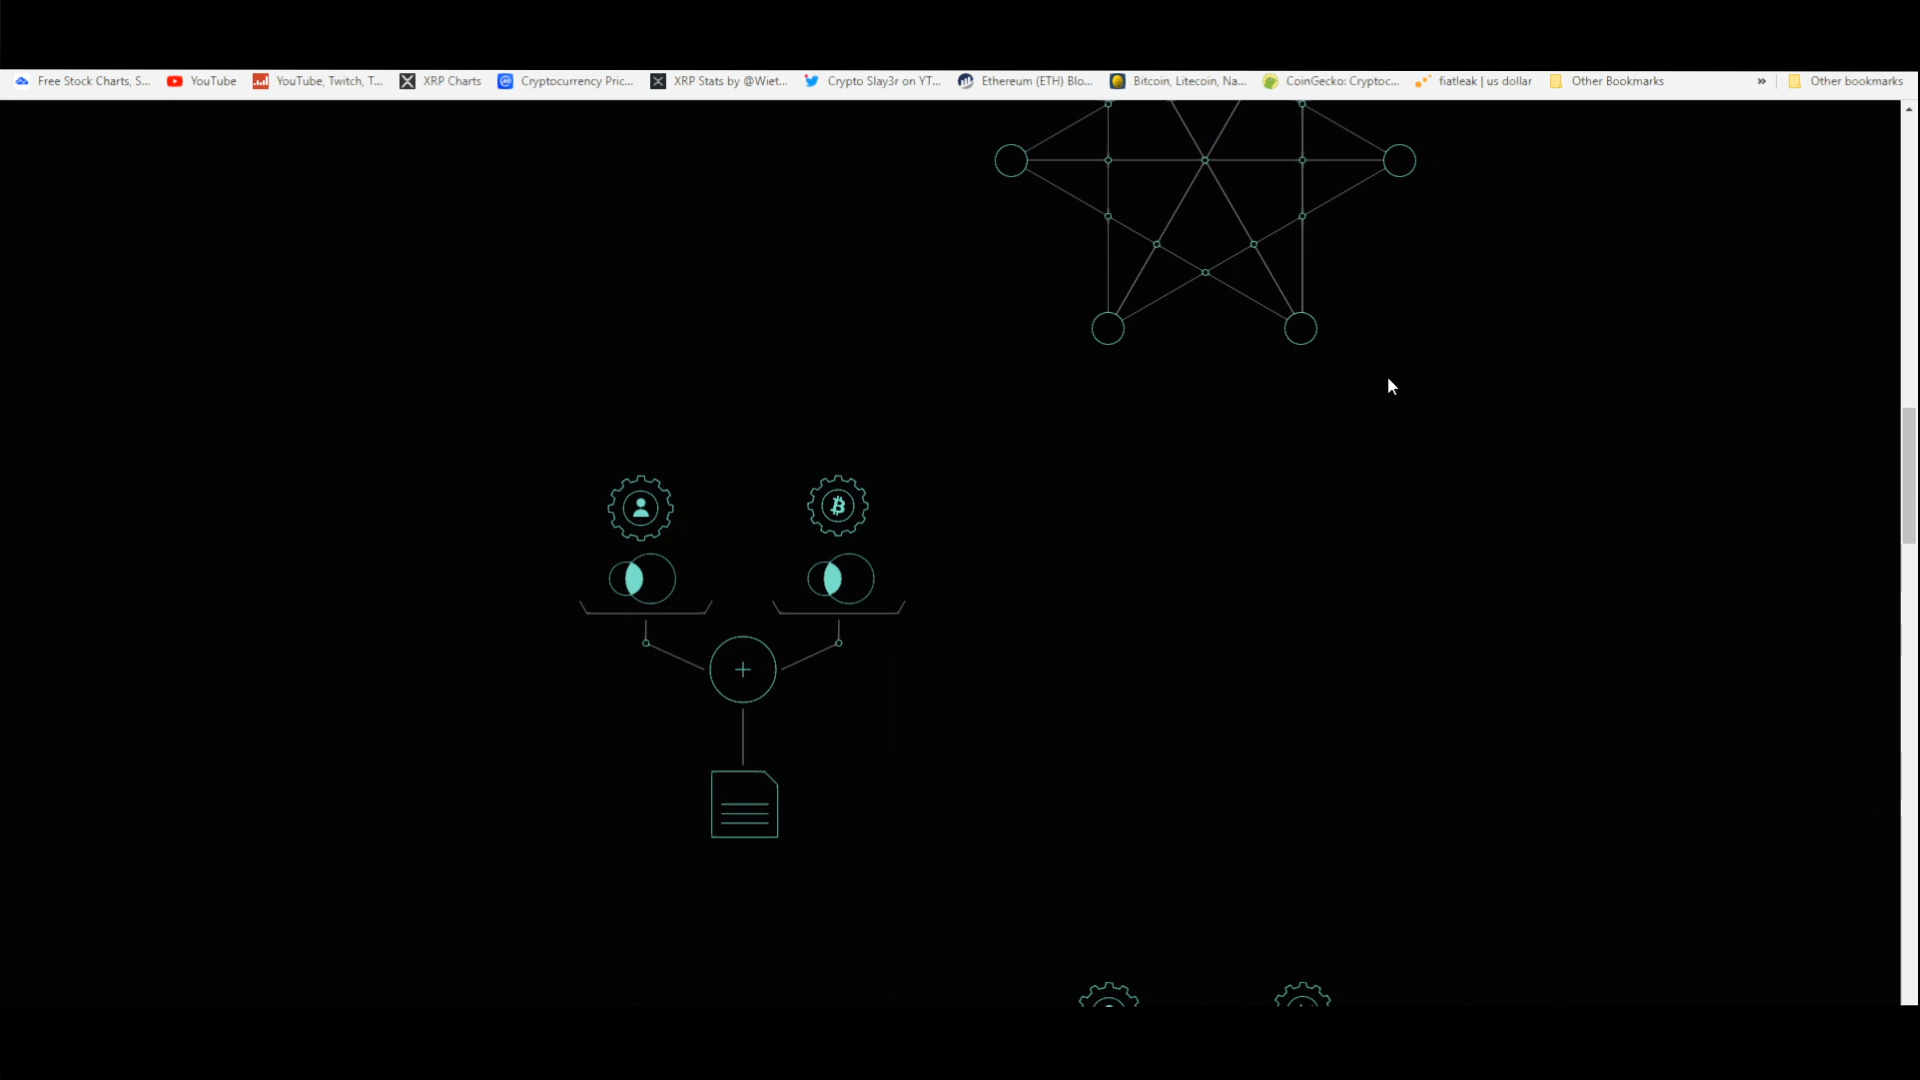 Free Stock Charts, S... YouTube YouTube, Twitch, T... XRP Charts Cryptocurrency Pric... XRP Stats by @Wiet... Crypto Slay3r on YT... Ethereum (ETH) Blo... Bitcoin, Litecoin, Na... CoinGecko: Cryptoc... fiatleak | us dollar Other Bookmarks » Other bookmarks